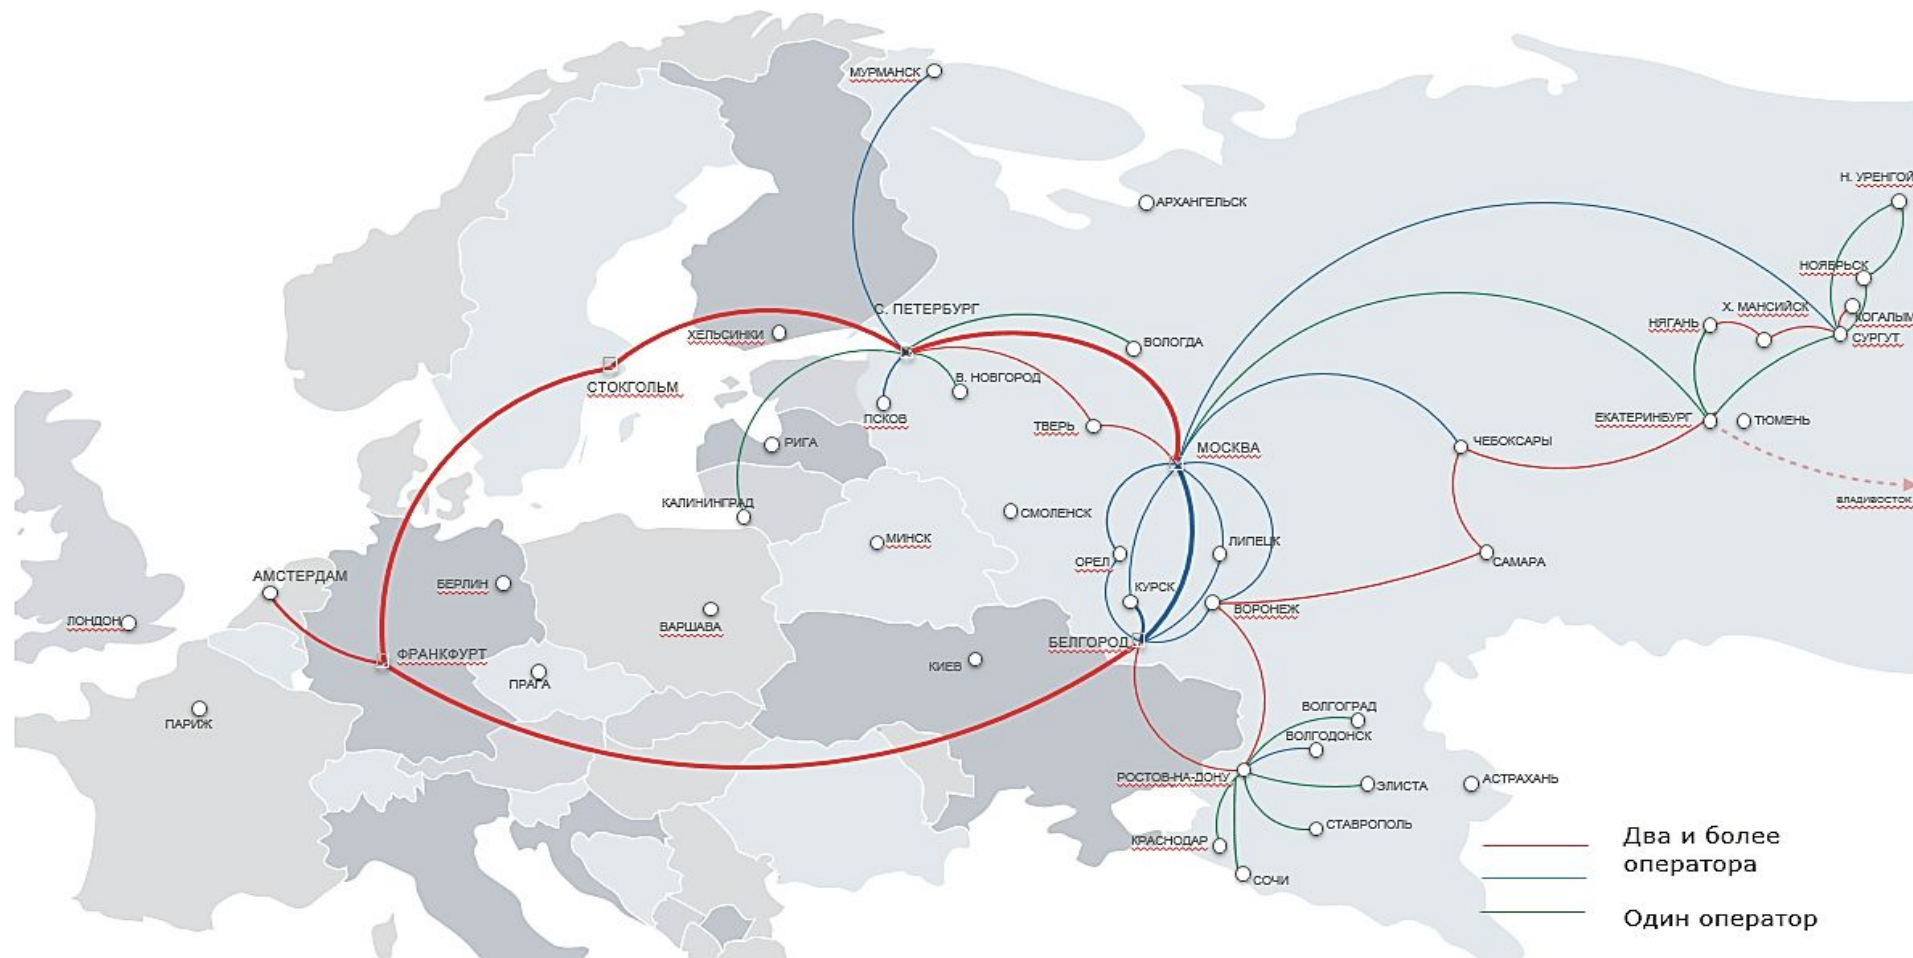 МУРМАНСК
Н. УРЕНГОЙ
АРХАНГЕЛЬСК
НОЯБРЬСК
Х. МАНСИЙСК
КОГАЛЫМ
С. ПЕТЕРБУРГ
НЯГАНЬ
ХЕЛЬСИНКИ
СУРГУТ
ВОЛОГДА
В. НОВГОРОД
СТОКГОЛЬМ
ПСКОВ
ЕКАТЕРИНБУРГ
ТЮМЕНЬ
ТВЕРЬ
РИГА
ЧЕБОКСАРЫ
МОСКВА
ВЛАДИВОСТОК
КАЛИНИНГРАД
СМОЛЕНСК
МИНСК
ЛИПЕЦК
ОРЕЛ
САМАРА
АМСТЕРДАМ
БЕРЛИН
КУРСК
ВОРОНЕЖ
ЛОНДОН
ВАРШАВА
БЕЛГОРОД
ФРАНКФУРТ
КИЕВ
ПРАГА
ВОЛГОГРАД
ПАРИЖ
ВОЛГОДОНСК
РОСТОВ-НА-ДОНУ
АСТРАХАНЬ
ЭЛИСТА
СТАВРОПОЛЬ
КРАСНОДАР
СОЧИ
Два и более
оператора
Один оператор